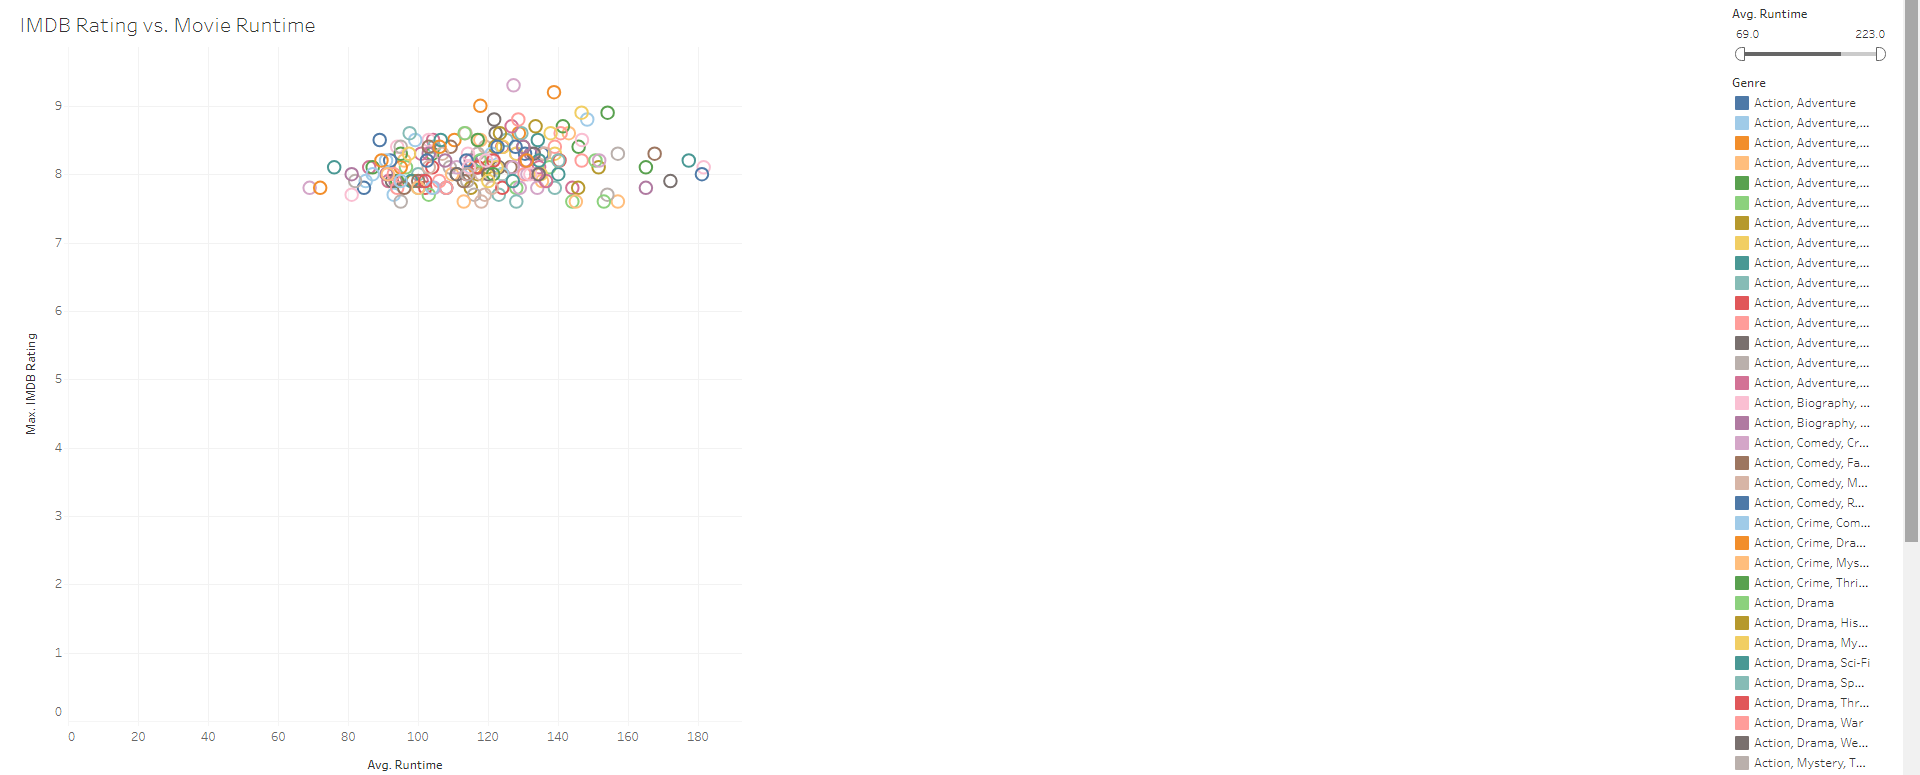 IMDB Rating vs. Movie Runtime
9
8
7
6
5
4
3
2
1
0
Max. IMDB Rating
0 20 40 60 80 100 120 140 160 180
Avg. Runtime
Avg. Runtime
69.0 223.0
Genre
Action, Adventure
Action, Adventure,...
Action, Adventure,...
Action, Adventure,...
Action, Adventure,...
Action, Adventure,...
Action, Adventure,...
Action, Adventure,...
Action, Adventure,...
Action, Adventure,...
Action, Adventure,...
Action, Adventure,...
Action, Adventure,...
Action, Adventure,...
Action, Adventure,...
Action, Biography, ...
Action, Biography, ...
Action, Comedy, Cr...
Action, Comedy, Fa...
Action, Comedy, M...
Action, Comedy, R...
Action, Crime, Com...
Action, Crime, Dra...
Action, Crime, Mys...
Action, Crime, Thri...
Action, Drama
Action, Drama, His...
Action, Drama, My...
Action, Drama, Sci-Fi
Action, Drama, Sp...
Action, Drama, Thr...
Action, Drama, War
Action, Drama, We...
Action, Mystery, T...